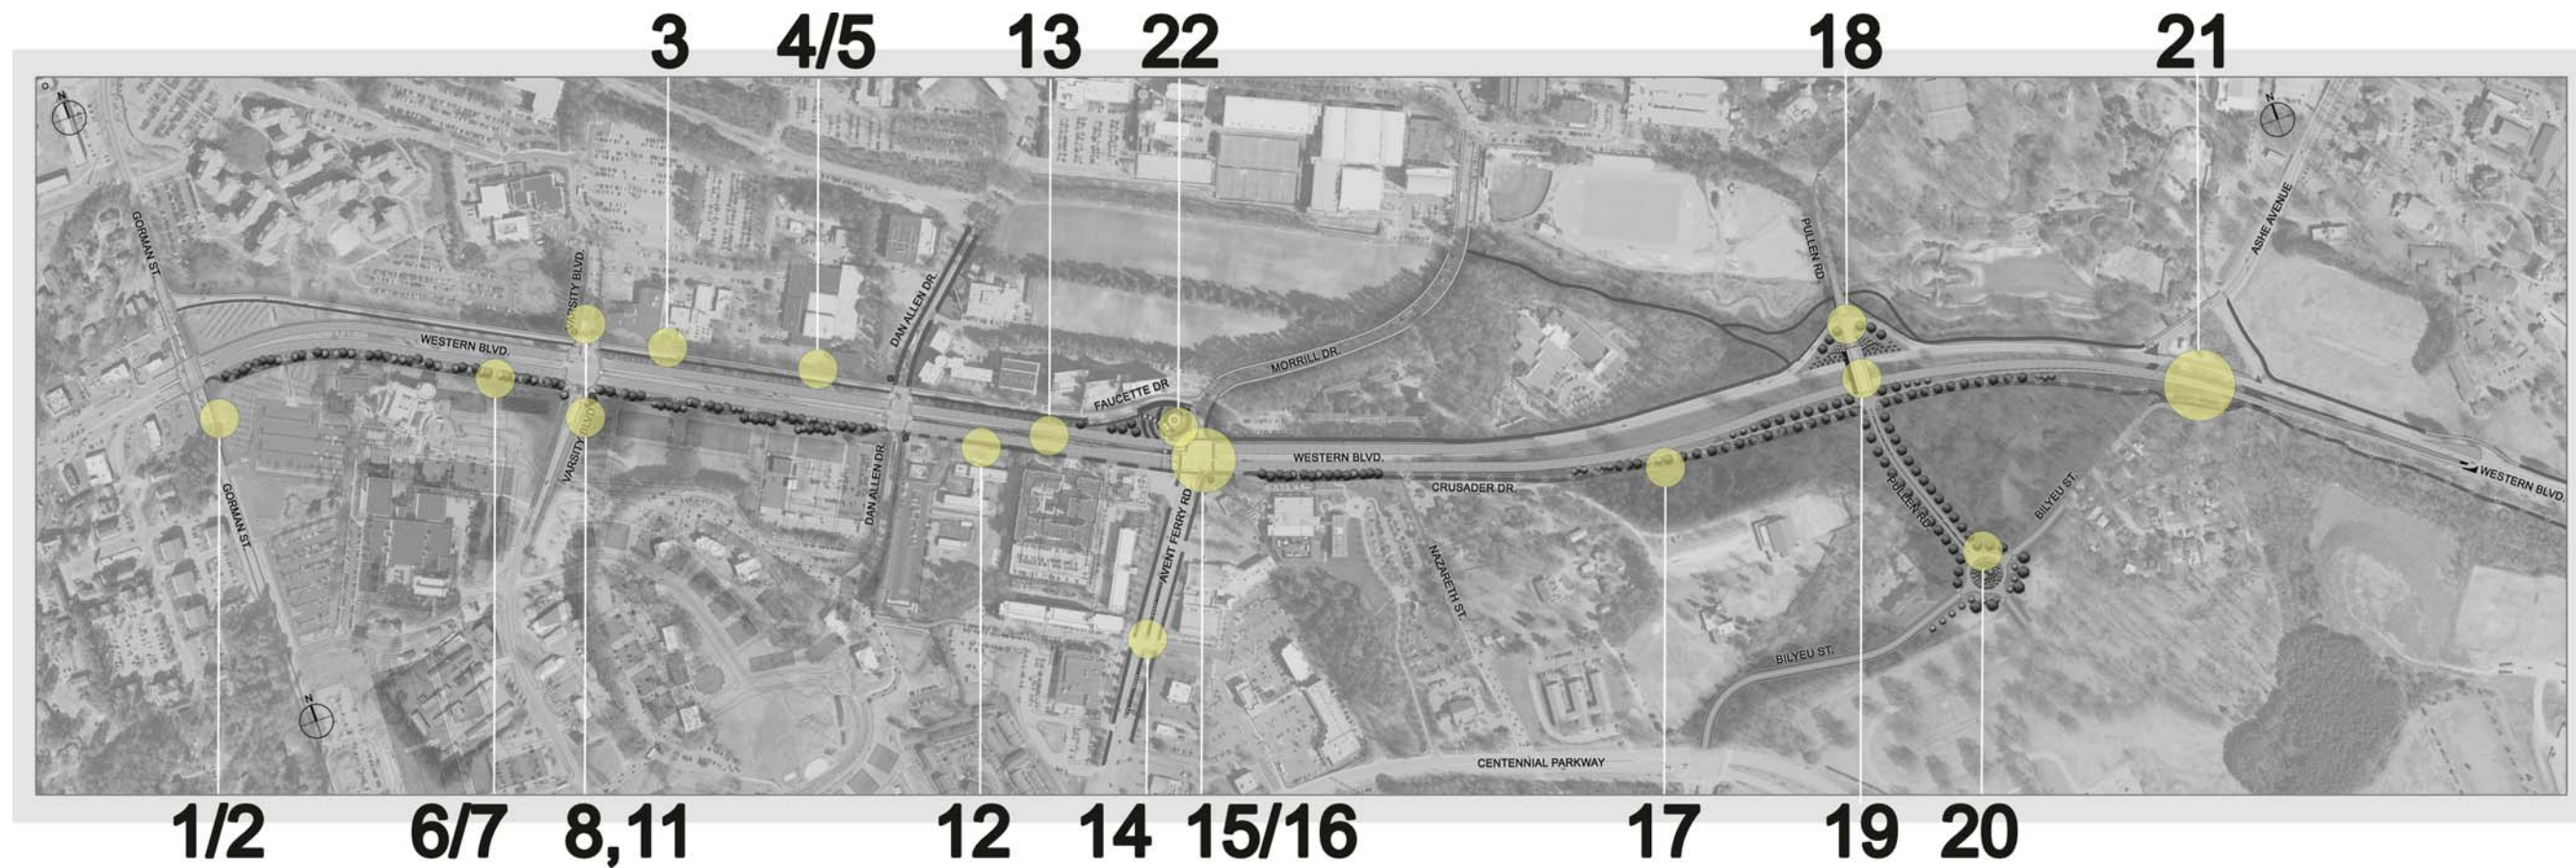 3
4/5
13
22
18
21
N
N
GORMAN ST.
VARSITY BLVD.
DAN ALLEN DR.
PULLEN RD.
ASHE AVENUE
WESTERN BLVD.
FAUCETTE DR
MORRILL DR.
VARSITY BLVD.
DAN ALLEN DR.
WESTERN BLVD.
CRUSADER DR.
WESTERN BLVD.
GORMAN ST.
AVENT FERRY RD
NAZARETH ST.
PULLEN RD.
BILYEU ST.
BILYEU ST.
N
CENTENNIAL PARKWAY
1/2
6/7
8,11
12
14
15/16
17
19
20